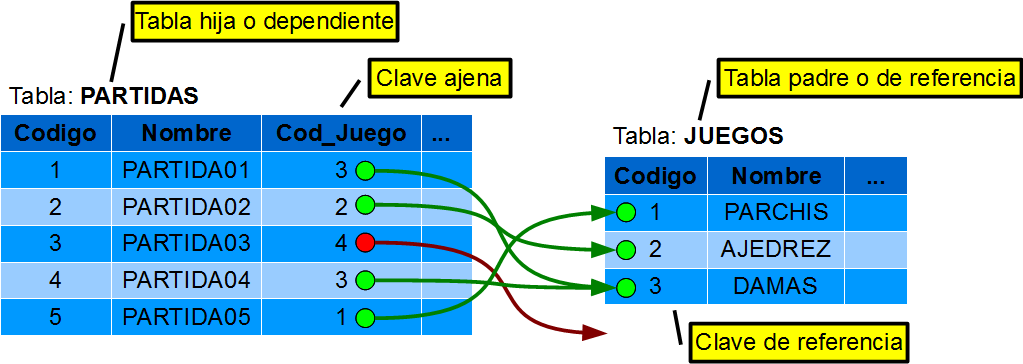 Tabla hija o dependiente
Clave ajena
Tabla padre o de referencia
Tabla: PARTIDAS
Codigo Nombre Cod_Juego ...
1 PARTIDA01 3
2 PARTIDA02 2
3 PARTIDA03 4
4 PARTIDA04 3
5 PARTIDA05 1
Tabla: JUEGOS
Codigo Nombre ...
1 PARCHIS
2 AJEDREZ
3 DAMAS
Clave de referencia